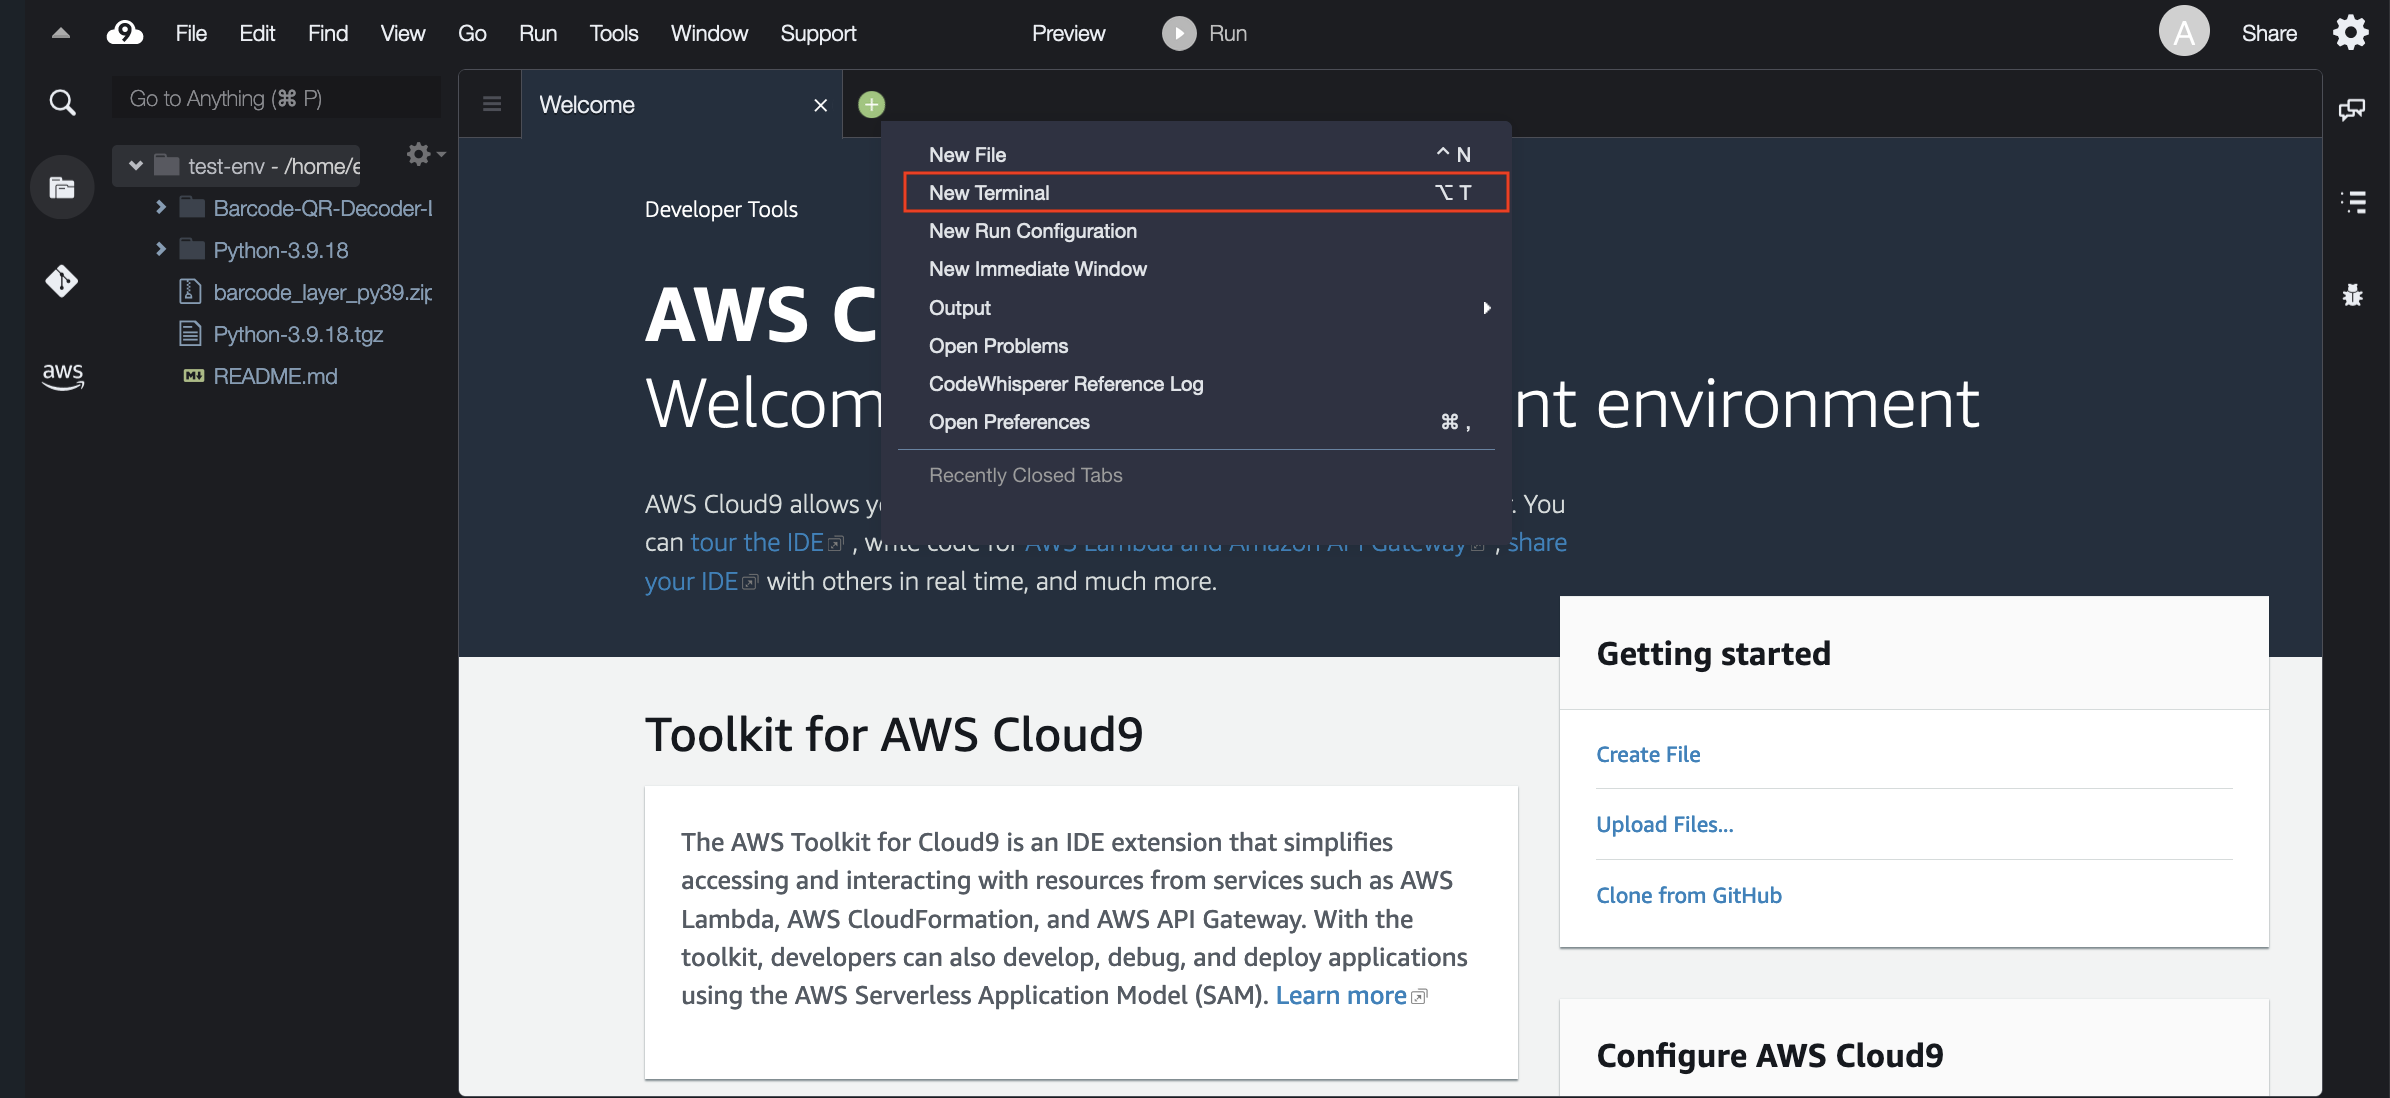 File Edit Find View Go Run Tools Window Support Preview Run A Share
Go to Anything (⌘ P)
Welcome
test-env - /home/e
Barcode-QR-Decoder-L
Python-3.9.18
barcode_layer_py39.zip
Python-3.9.18.tgz
README.md
aws
New File ^ N
New Terminal ⌥ T
New Run Configuration
New Immediate Window
Output
Open Problems
CodeWhisperer Reference Log
Open Preferences ⌘ ,
Recently Closed Tabs
Developer Tools
AWS C
Welcom nt environment
AWS Cloud9 allows y . You
can tour the IDE , write code for AWS Lambda and Amazon API Gateway , share
your IDE with others in real time, and much more.
Getting started
Create File
Upload Files...
Clone from GitHub
Toolkit for AWS Cloud9
The AWS Toolkit for Cloud9 is an IDE extension that simplifies
accessing and interacting with resources from services such as AWS
Lambda, AWS CloudFormation, and AWS API Gateway. With the
toolkit, developers can also develop, debug, and deploy applications
using the AWS Serverless Application Model (SAM). Learn more
Configure AWS Cloud9